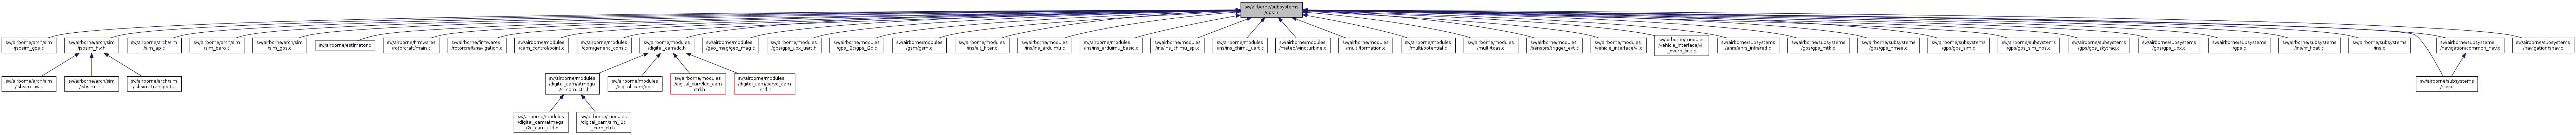 sw/airborne/subsystems
/gps.h
sw/airborne/arch/sim
/jsbsim_gps.c
sw/airborne/arch/sim
/jsbsim_hw.h
sw/airborne/arch/sim
/sim_ap.c
sw/airborne/arch/sim
/sim_baro.c
sw/airborne/arch/sim
/sim_gps.c
sw/airborne/estimator.c
sw/airborne/firmwares
/rotorcraft/main.c
sw/airborne/firmwares
/rotorcraft/navigation.c
sw/airborne/modules
/cam_control/point.c
sw/airborne/modules
/com/generic_com.c
sw/airborne/modules
/digital_cam/dc.h
sw/airborne/modules
/geo_mag/geo_mag.c
sw/airborne/modules
/gps/gps_ubx_ucenter.h
sw/airborne/modules
/gps_i2c/gps_i2c.c
sw/airborne/modules
/gsm/gsm.c
sw/airborne/modules
/ins/alt_filter.c
sw/airborne/modules
/ins/ins_arduimu.c
sw/airborne/modules
/ins/ins_arduimu_basic.c
sw/airborne/modules
/ins/ins_chimu_spi.c
sw/airborne/modules
/ins/ins_chimu_uart.c
sw/airborne/modules
/meteo/windturbine.c
sw/airborne/modules
/multi/formation.c
sw/airborne/modules
/multi/potential.c
sw/airborne/modules
/multi/tcas.c
sw/airborne/modules
/sensors/trigger_ext.c
sw/airborne/modules
/vehicle_interface/vi.c
sw/airborne/modules
/vehicle_interface/vi
_overo_link.c
sw/airborne/subsystems
/ahrs/ahrs_infrared.c
sw/airborne/subsystems
/gps/gps_mtk.c
sw/airborne/subsystems
/gps/gps_nmea.c
sw/airborne/subsystems
/gps/gps_sim.c
sw/airborne/subsystems
/gps/gps_sim_nps.c
sw/airborne/subsystems
/gps/gps_skytraq.c
sw/airborne/subsystems
/gps/gps_ubx.c
sw/airborne/subsystems
/gps.c
sw/airborne/subsystems
/ins/hf_float.c
sw/airborne/subsystems
/ins.c
sw/airborne/subsystems
/navigation/common_nav.c
sw/airborne/subsystems
/navigation/snav.c
sw/airborne/arch/sim
/jsbsim_hw.c
sw/airborne/arch/sim
/jsbsim_ir.c
sw/airborne/arch/sim
/jsbsim_transport.c
sw/airborne/modules
/digital_cam/atmega
_i2c_cam_ctrl.h
sw/airborne/modules
/digital_cam/dc.c
sw/airborne/modules
/digital_cam/led_cam
_ctrl.h
sw/airborne/modules
/digital_cam/servo_cam
_ctrl.h
sw/airborne/subsystems
/nav.c
sw/airborne/modules
/digital_cam/atmega
_i2c_cam_ctrl.c
sw/airborne/modules
/digital_cam/sim_i2c
_cam_ctrl.c